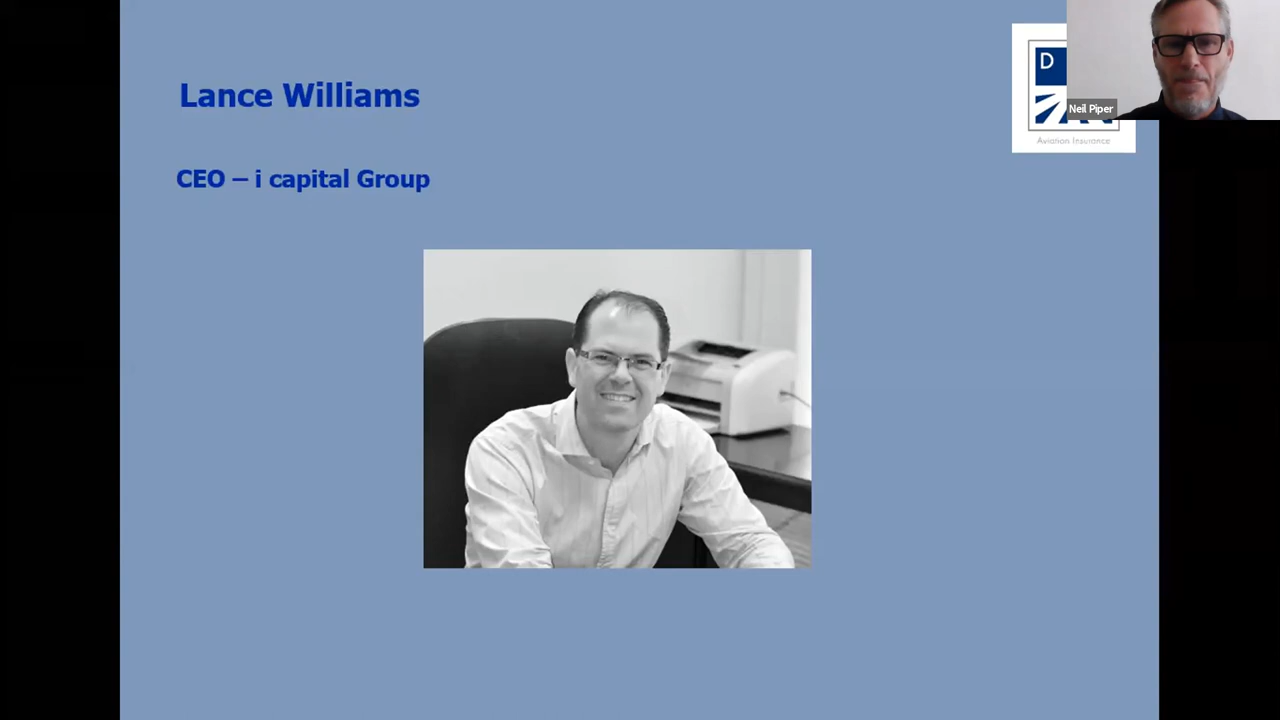 Lance Williams
CEO – i capital Group
D
Neil Piper
Aviation Insurance